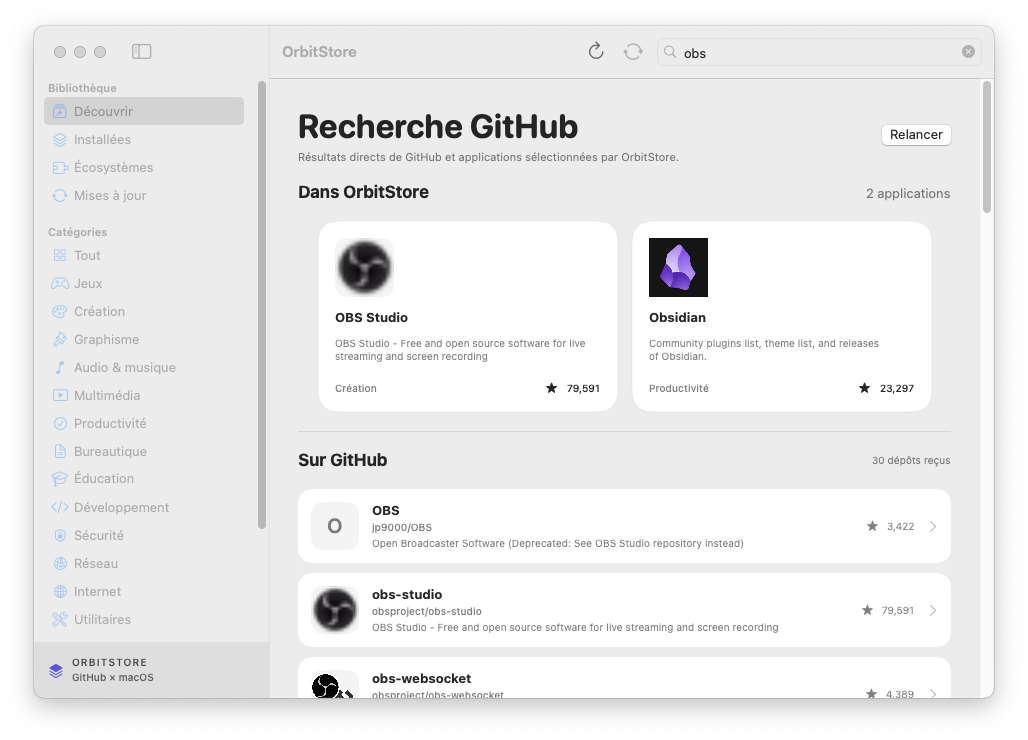 OrbitStore
obs
Bibliothèque
Découvrir
Installées
Écosystèmes
Mises à jour
Catégories
Tout
Jeux
Création
Graphisme
Audio & musique
Multimédia
Productivité
Bureautique
Éducation
Développement
Sécurité
Réseau
Internet
Utilitaires
ORBITSTORE
GitHub × macOS
Recherche GitHub
Relancer
Résultats directs de GitHub et applications sélectionnées par OrbitStore.
Dans OrbitStore
2 applications
OBS Studio
OBS Studio - Free and open source software for live
streaming and screen recording
Création
79,591
Obsidian
Community plugins list, theme list, and releases
of Obsidian.
Productivité
23,297
Sur GitHub
30 dépôts reçus
O
OBS
jp9000/OBS
Open Broadcaster Software (Deprecated: See OBS Studio repository instead)
3,422
obs-studio
obsproject/obs-studio
OBS Studio - Free and open source software for live streaming and screen recording
79,591
obs-websocket
obsproject/obs-websocket
4,389